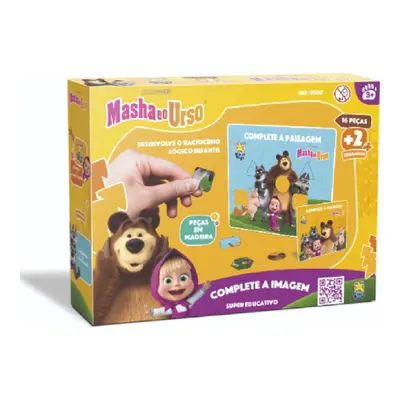 Masha e o Urso
DESENVOLVE O RACIOCÍNIO
LÓGICO INFANTIL
PEÇAS
EM
MADEIRA
COMPLETE A PAISAGEM
Masha e o Urso
16 PEÇAS
+2
3+
COMPLETE A IMAGEM
SUPER EDUCATIVO